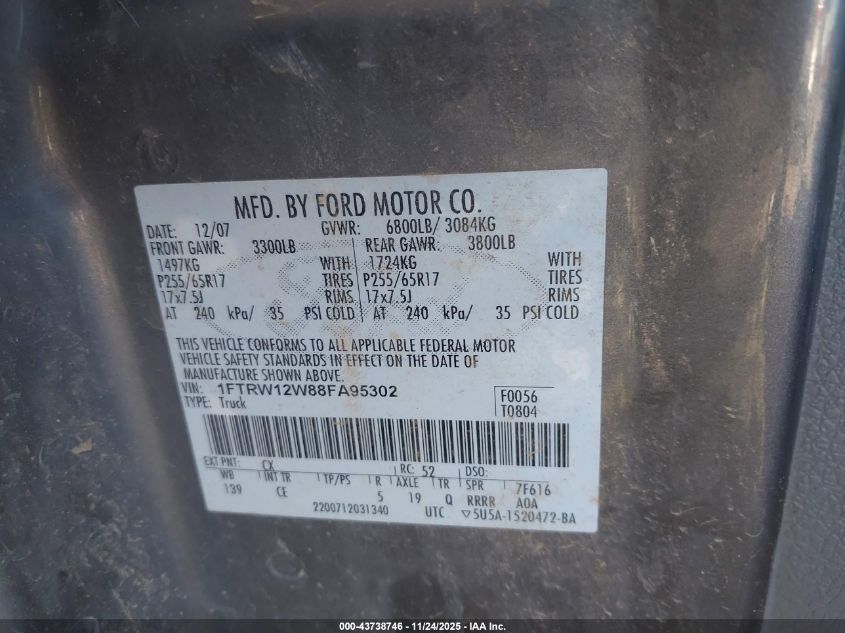 MFD. BY FORD MOTOR CO.
DATE: 12/07 GVWR: 6800LB/ 3084KG
FRONT GAWR: 3300LB REAR GAWR: 3800LB
1497KG WITH 1724KG WITH
P255/65R17 TIRES P255/65R17 TIRES
17x7.5J RIMS 17x7.5J RIMS
AT 240 kPa/ 35 PSI COLD AT 240 kPa/ 35 PSI COLD
THIS VEHICLE CONFORMS TO ALL APPLICABLE FEDERAL MOTOR
VEHICLE SAFETY STANDARDS IN EFFECT ON THE DATE OF
MANUFACTURE SHOWN ABOVE.
VIN: 1FTRW12W88FA95302 F0056
TYPE: Truck T0804
EXT PNT: CX RC: 52 DSO:
WB INT TR TP/PS R AXLE TR SPR 7F616
139 CE 5 19 Q RRRR AOA
2200712031340 UTC ▽5U5A-1520472-BA
000-43738746 - 11/24/2025 - IAA Inc.